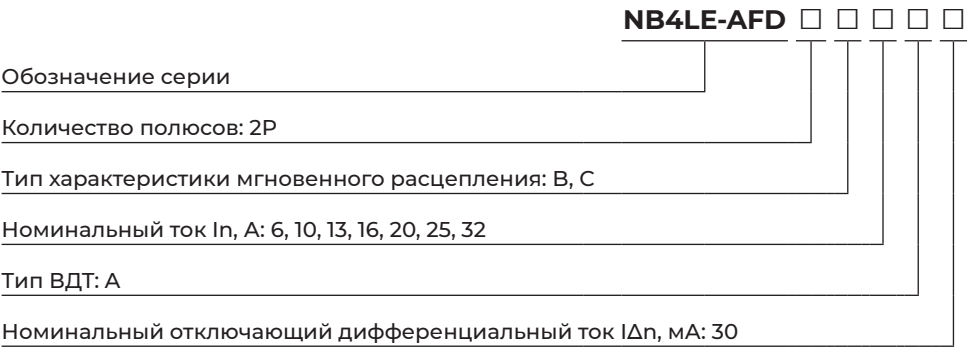 NB4LE-AFD □ □ □ □ □
Обозначение серии
Количество полюсов: 2P
Тип характеристики мгновенного расцепления: B, C
Номинальный ток In, А: 6, 10, 13, 16, 20, 25, 32
Тип ВДТ: А
Номинальный отключающий дифференциальный ток IΔn, мА: 30